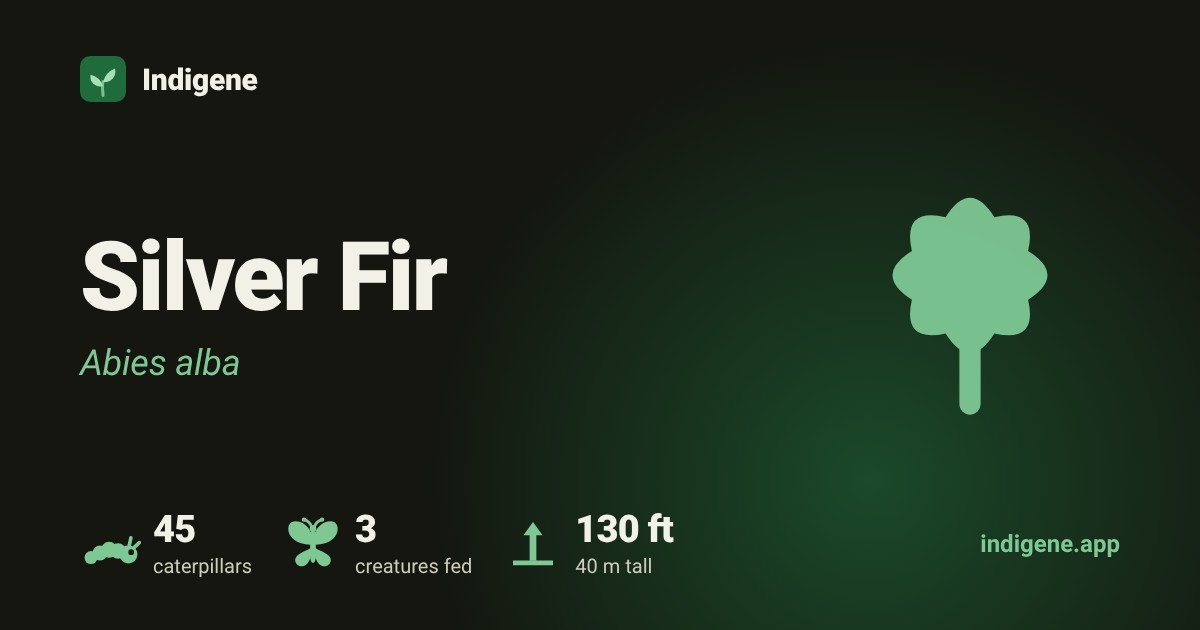 Indigene
Silver Fir
Abies alba
45
caterpillars
3
creatures fed
130 ft
40 m tall
indigene.app